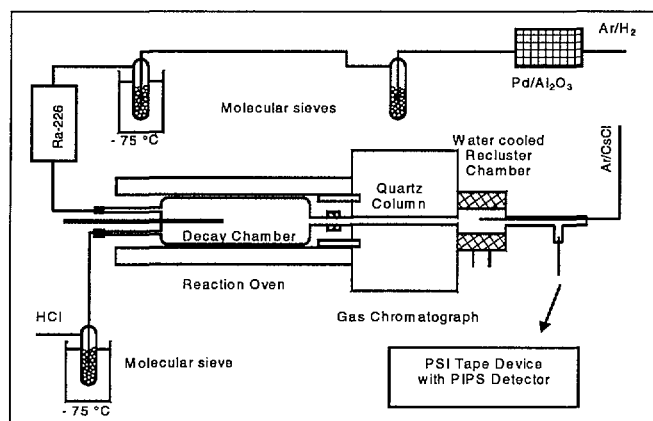 Ar/H2
Pd/Al2O3
Molecular sieves
Ra-226
- 75 °C
Water cooled
Recluster
Chamber
Ar/CsCl
Quartz
Column
Decay Chamber
Reaction Oven
HCl
Gas Chromatograph
Molecular sieve
PSI Tape Device
with PIPS Detector
- 75 °C